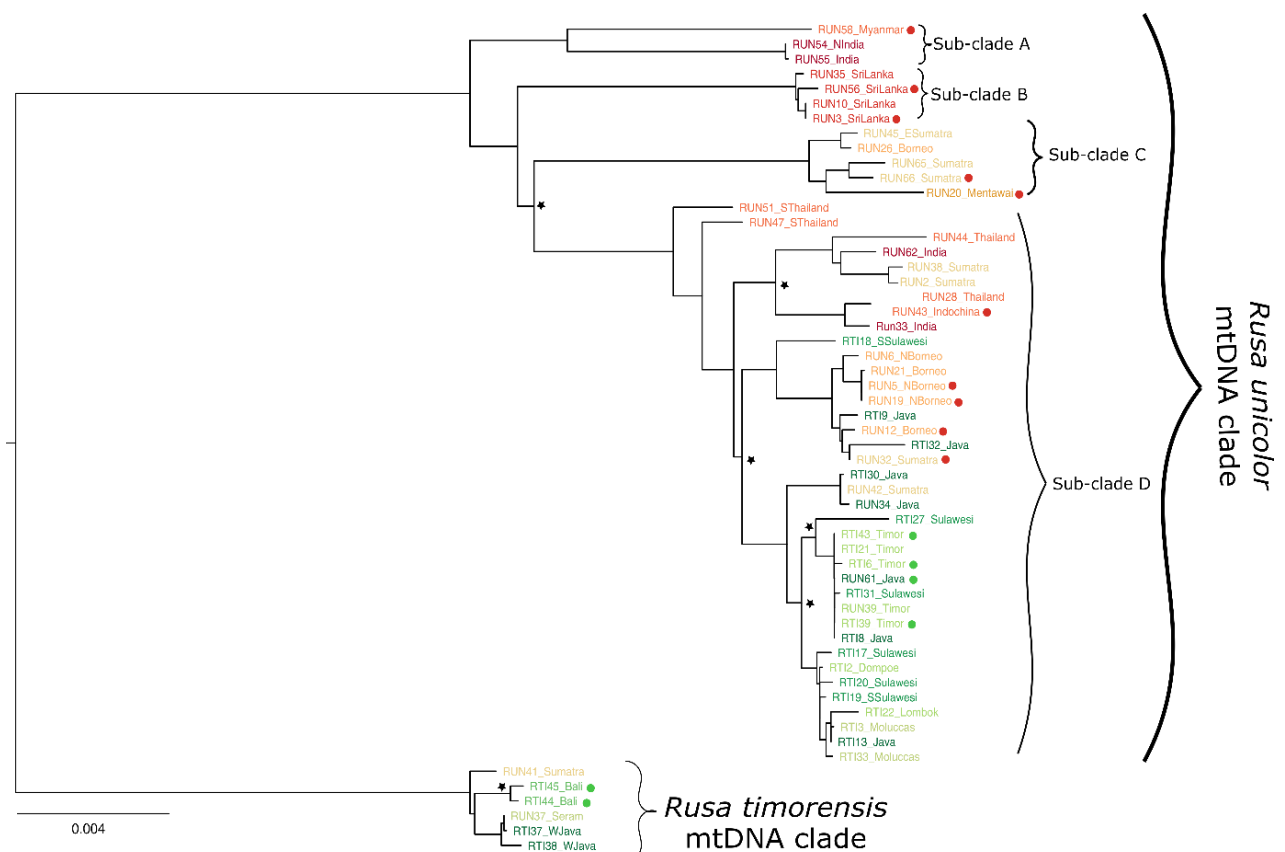 RUN58_Myanmar
RUN54_NIndia
RUN55_India
Sub-clade A
RUN35_SriLanka
RUN56_SriLanka
RUN10_SriLanka
RUN3_SriLanka
Sub-clade B
RUN45_ESumatra
RUN26_Borneo
RUN65_Sumatra
RUN66_Sumatra
RUN20_Mentawai
Sub-clade C
RUN51_SThailand
RUN47_SThailand
RUN44_Thailand
RUN62_India
RUN38_Sumatra
RUN2_Sumatra
RUN28_Thailand
RUN43_Indochina
Run33_India
RTI18_SSulawesi
RUN6_NBorneo
RUN21_Borneo
RUN5_NBorneo
RUN19_NBorneo
RTI9_Java
RUN12_Borneo
RTI32_Java
RUN32_Sumatra
RTI30_Java
RUN42_Sumatra
RUN34_Java
RTI27_Sulawesi
RTI43_Timor
RTI21_Timor
RTI6_Timor
RUN61_Java
RTI31_Sulawesi
RUN39_Timor
RTI39_Timor
RTI8_Java
RTI17_Sulawesi
RTI2_Dompoe
RTI20_Sulawesi
RTI19_SSulawesi
RTI22_Lombok
RTI3_Moluccas
RTI13_Java
RTI33_Moluccas
Sub-clade D
Rusa unicolor
mtDNA clade
RUN41_Sumatra
RTI45_Bali
RTI44_Bali
RUN37_Seram
RTI37_WJava
RTI38_WJava
Rusa timorensis
mtDNA clade
0.004